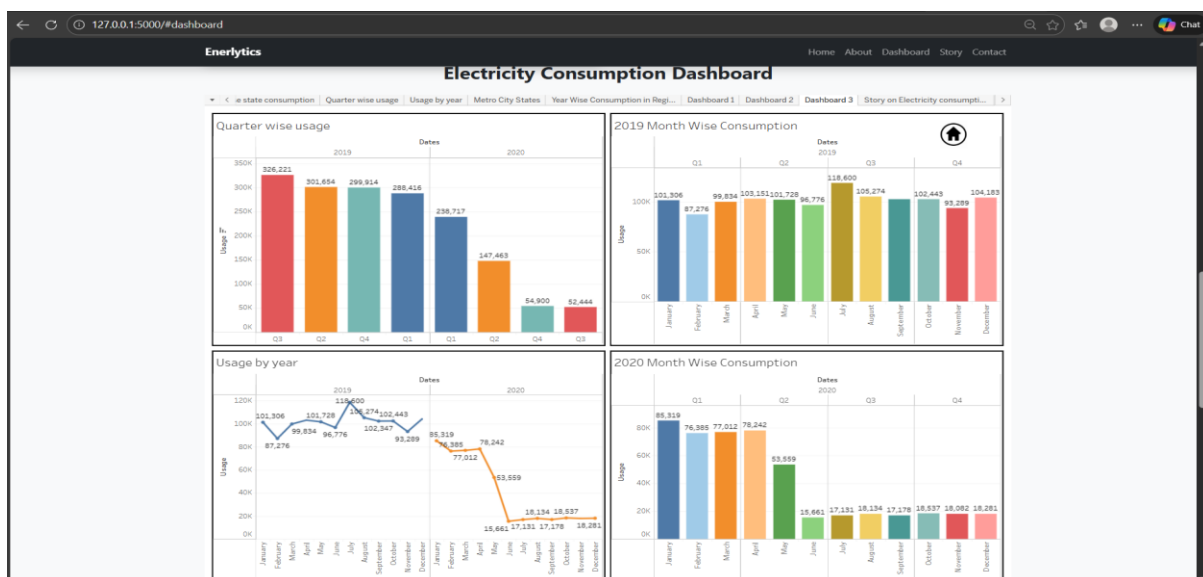 127.0.0.1:5000/#dashboard
Chat
Enerlytics
Home About Dashboard Story Contact
Electricity Consumption Dashboard
e state consumption Quarter wise usage Usage by year Metro City States Year Wise Consumption in Regi... Dashboard 1 Dashboard 2 Dashboard 3 Story on Electricity consumpti...
Quarter wise usage
Dates
2019 2020
350K
300K
250K
200K
150K
100K
50K
0K
Usage
326,221
301,654
299,914
288,416
238,717
147,463
54,900
52,444
Q3 Q2 Q4 Q1 Q1 Q2 Q4 Q3
2019 Month Wise Consumption
Dates
2019
Q1 Q2 Q3 Q4
100K
50K
0K
Usage
101,306
87,276
99,834
103,151
101,728
96,776
118,600
105,274
102,443
93,289
104,183
January February March April May June July August September October November December
Usage by year
Dates
2019 2020
120K
100K
80K
60K
40K
20K
0K
Usage
101,306
87,276
99,834
101,728
96,776
118,600
105,274
102,347
102,443
93,289
85,319
76,385
77,012
78,242
53,559
15,661
17,131
18,134
17,178
18,537
18,281
January February March April May June July August September October November December
January February March April May June July August September October November December
2020 Month Wise Consumption
Dates
2020
Q1 Q2 Q3 Q4
80K
60K
40K
20K
0K
Usage
85,319
76,385
77,012
78,242
53,559
15,661
17,131
18,134
17,178
18,537
18,082
18,281
January February March April May June July August September October November December